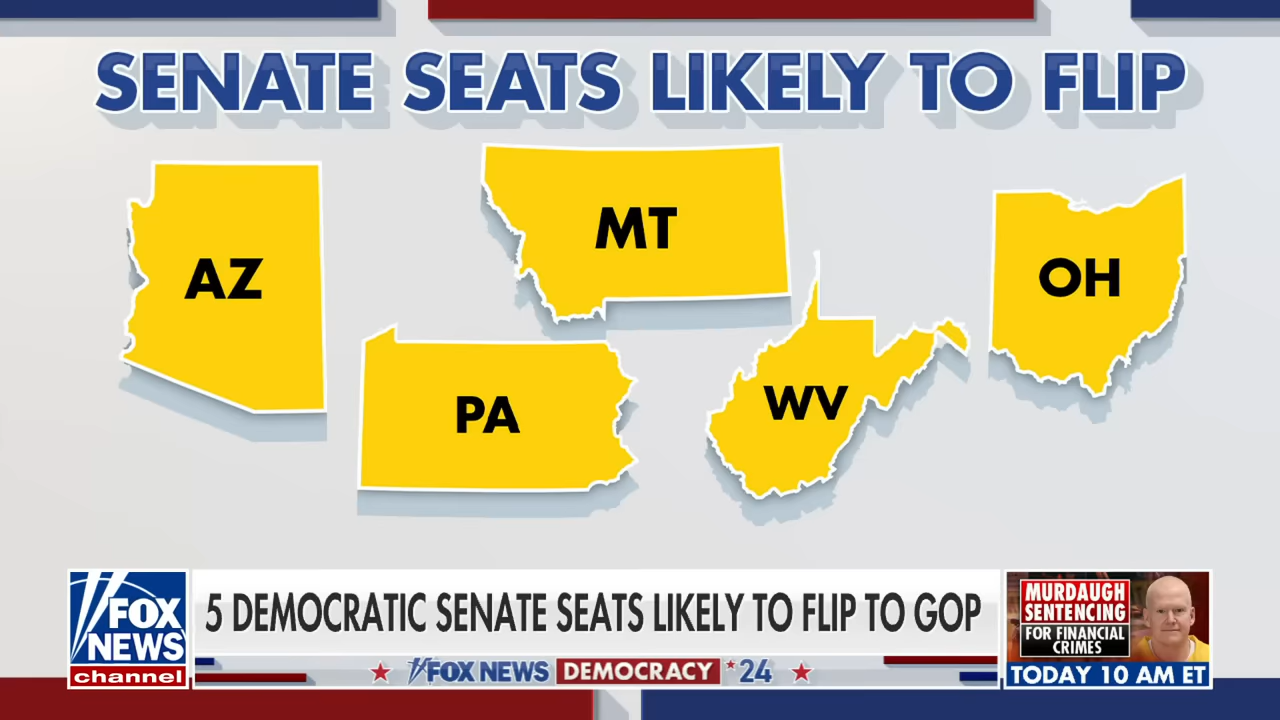 SENATE SEATS LIKELY TO FLIP
AZ
MT
OH
PA
WV
FOX
NEWS
channel
5 DEMOCRATIC SENATE SEATS LIKELY TO FLIP TO GOP
FOX NEWS DEMOCRACY '24
MURDAUGH
SENTENCING
FOR FINANCIAL
CRIMES
TODAY 10 AM ET